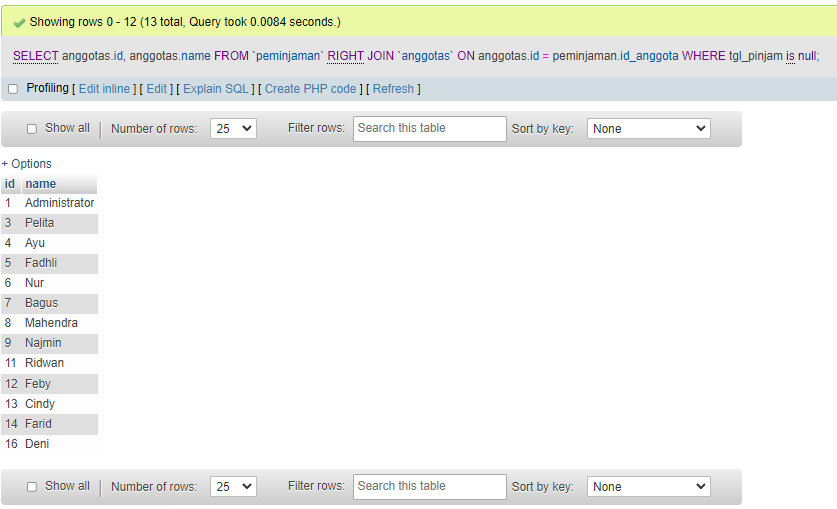 Showing rows 0 - 12 (13 total, Query took 0.0084 seconds.)
SELECT anggotas.id, anggotas.name FROM `peminjaman` RIGHT JOIN `anggotas` ON anggotas.id = peminjaman.id_anggota WHERE tgl_pinjam is null;
Profiling [ Edit inline ] [ Edit ] [ Explain SQL ] [ Create PHP code ] [ Refresh ]
Show all | Number of rows: 25 Filter rows: Search this table Sort by key: None
+ Options
id name
1 Administrator
3 Pelita
4 Ayu
5 Fadhli
6 Nur
7 Bagus
8 Mahendra
9 Najmin
11 Ridwan
12 Feby
13 Cindy
14 Farid
16 Deni
Show all | Number of rows: 25 Filter rows: Search this table Sort by key: None